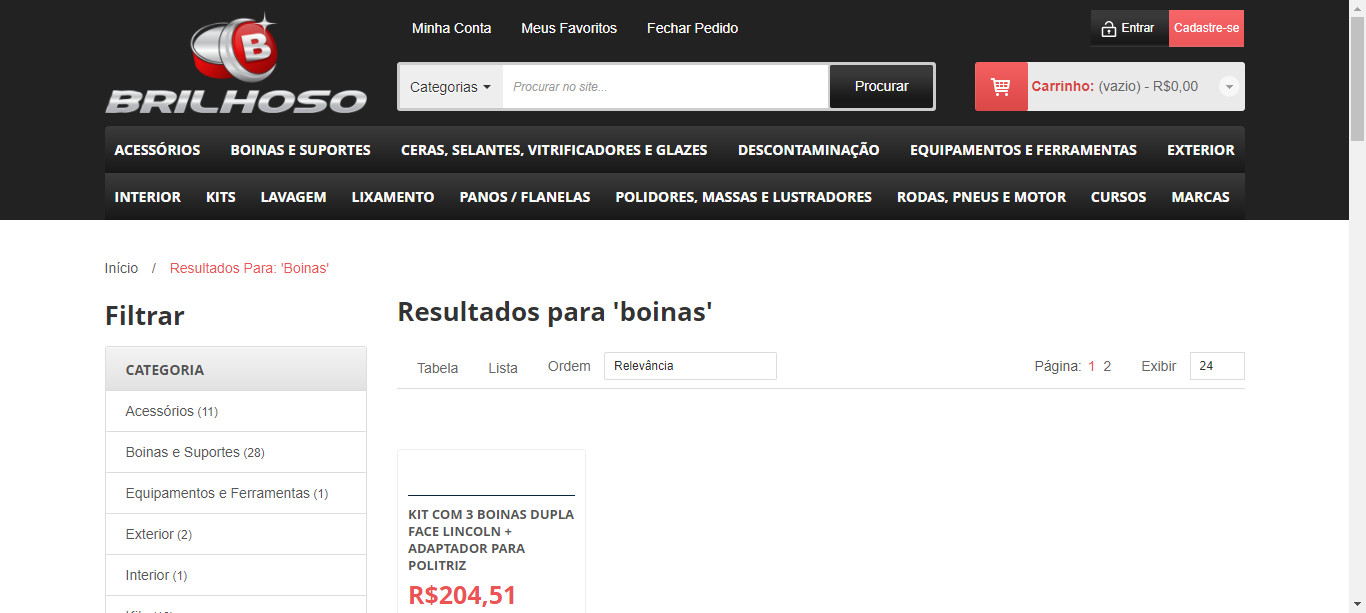 Minha Conta Meus Favoritos Fechar Pedido
Entrar Cadastre-se
B
BRILHOSO
Categorias Procurar no site... Procurar
Carrinho: (vazio) - R$0,00
ACESSÓRIOS BOINAS E SUPORTES CERAS, SELANTES, VITRIFICADORES E GLAZES DESCONTAMINAÇÃO EQUIPAMENTOS E FERRAMENTAS EXTERIOR
INTERIOR KITS LAVAGEM LIXAMENTO PANOS / FLANELAS POLIDORES, MASSAS E LUSTRADORES RODAS, PNEUS E MOTOR CURSOS MARCAS
Início / Resultados Para: 'Boinas'
Filtrar
CATEGORIA
Acessórios (11)
Boinas e Suportes (28)
Equipamentos e Ferramentas (1)
Exterior (2)
Interior (1)
Resultados para 'boinas'
Tabela Lista Ordem Relevância Página: 1 2 Exibir 24
KIT COM 3 BOINAS DUPLA
FACE LINCOLN +
ADAPTADOR PARA
POLITRIZ
R$204,51